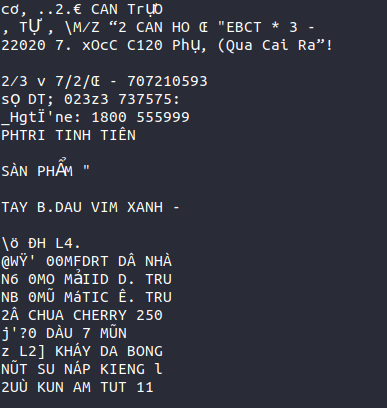 cơ, ..2.€ CAN TrỰO
, TỰ , \M/Z “2 CAN HO Œ "EBCT * 3 -
22020 7. xOcC C120 Phụ, (Qua Cai Ra”!
2/3 v 7/2/Œ - 707210593
sọ DT; 023z3 737575:
_HgtÏ'ne: 1800 555999
PHTRI TINH TIÊN
SÀN PHẨM "
TAY B.DAU VIM XANH -
\ö ĐH L4.
@WŸ' 00MFDRT DÂ NHÀ
N6 0MO MảIID D. TRU
NB 0MŨ MáTIC Ê. TRU
2Â CHUA CHERRY 250
j'?0 DÀU 7 MŨN
z L2] KHÁY DA BONG
NŨT SU NÁP KIENG l
2UÙ KUN AM TUT 11